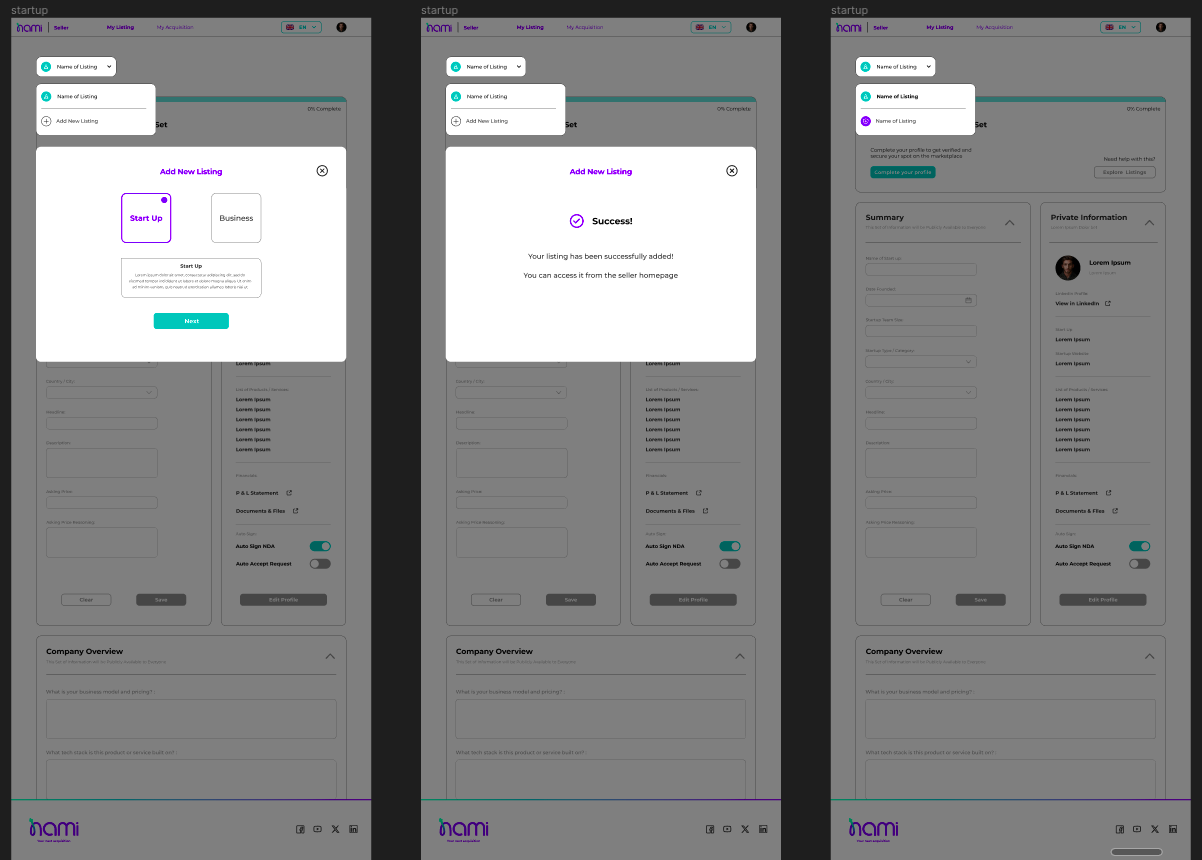 startup
nami
Seller
My Listing
My Acquisition
EN
Name of Listing
Name of Listing
Add New Listing
0% Complete
Set
Add New Listing
Start Up
Business
Start Up
Next
Lorem Ipsum
Country / City
List of Products / Services
Lorem Ipsum
Lorem Ipsum
Headline
Lorem Ipsum
Lorem Ipsum
Description
Lorem Ipsum
Lorem Ipsum
Financials
Asking Price
P & L Statement
Documents & Files
Asking Price Reasoning
Auto Sign
Auto Sign NDA
Auto Accept Request
Clear
Save
Edit Profile
Company Overview
What is your business model and pricing? :
What tech stack is this product or service built on? :
nami
Your next acquisition
startup
nami
Seller
My Listing
My Acquisition
EN
Name of Listing
Name of Listing
Add New Listing
0% Complete
Set
Add New Listing
Success!
Your listing has been successfully added!
You can access it from the seller homepage
Lorem Ipsum
Country / City
List of Products / Services
Lorem Ipsum
Lorem Ipsum
Headline
Lorem Ipsum
Lorem Ipsum
Description
Lorem Ipsum
Lorem Ipsum
Financials
Asking Price
P & L Statement
Documents & Files
Asking Price Reasoning
Auto Sign
Auto Sign NDA
Auto Accept Request
Clear
Save
Edit Profile
Company Overview
What is your business model and pricing? :
What tech stack is this product or service built on? :
nami
Your next acquisition
startup
nami
Seller
My Listing
My Acquisition
EN
Name of Listing
Name of Listing
Name of Listing
0% Complete
Set
Complete your profile to get verified and
secure your spot on the marketplace
Complete your profile
Need help with this?
Explore Listings
Summary
Private Information
Name of Start up
Lorem Ipsum
Lorem Ipsum
Date Founded
LinkedIn Profile
View in LinkedIn
Startup Team Size
Start Up
Lorem Ipsum
Startup Type / Category
Startup Website
Lorem Ipsum
Country / City
List of Products / Services
Lorem Ipsum
Lorem Ipsum
Headline
Lorem Ipsum
Lorem Ipsum
Description
Lorem Ipsum
Lorem Ipsum
Financials
Asking Price
P & L Statement
Documents & Files
Asking Price Reasoning
Auto Sign
Auto Sign NDA
Auto Accept Request
Clear
Save
Edit Profile
Company Overview
What is your business model and pricing? :
What tech stack is this product or service built on? :
nami
Your next acquisition